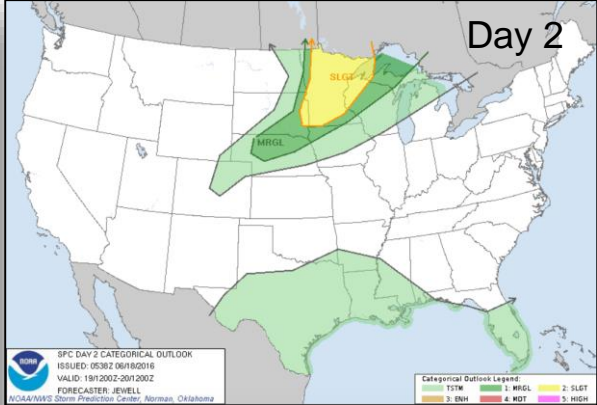 Day 2
SLGT
MRGL
NOAA
SPC DAY 2 CATEGORICAL OUTLOOK
ISSUED: 0538Z 06/18/2016
VALID: 19/1200Z-20/1200Z
FORECASTER: JEWELL
NOAA/NWS Storm Prediction Center, Norman, Oklahoma
Categorical Outlook Legend:
TSTM 1: MRGL 2: SLGT
3: ENH 4: MDT 5: HIGH